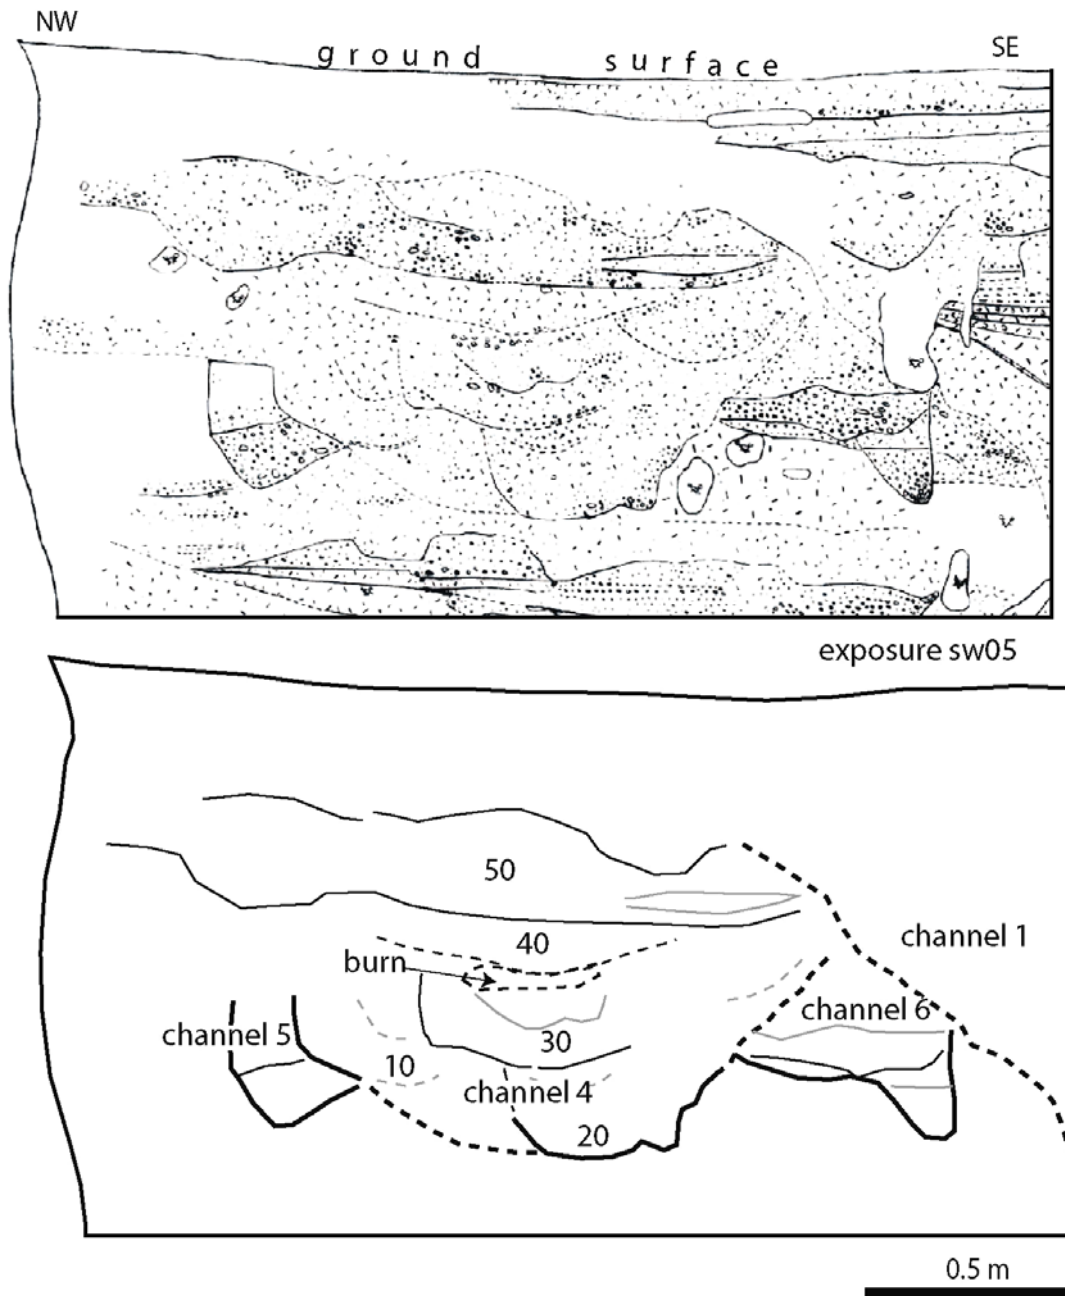 NW
ground surface
SE
exposure sw05
50
40
burn
channel 1
channel 6
channel 5
30
10
channel 4
20
0.5 m